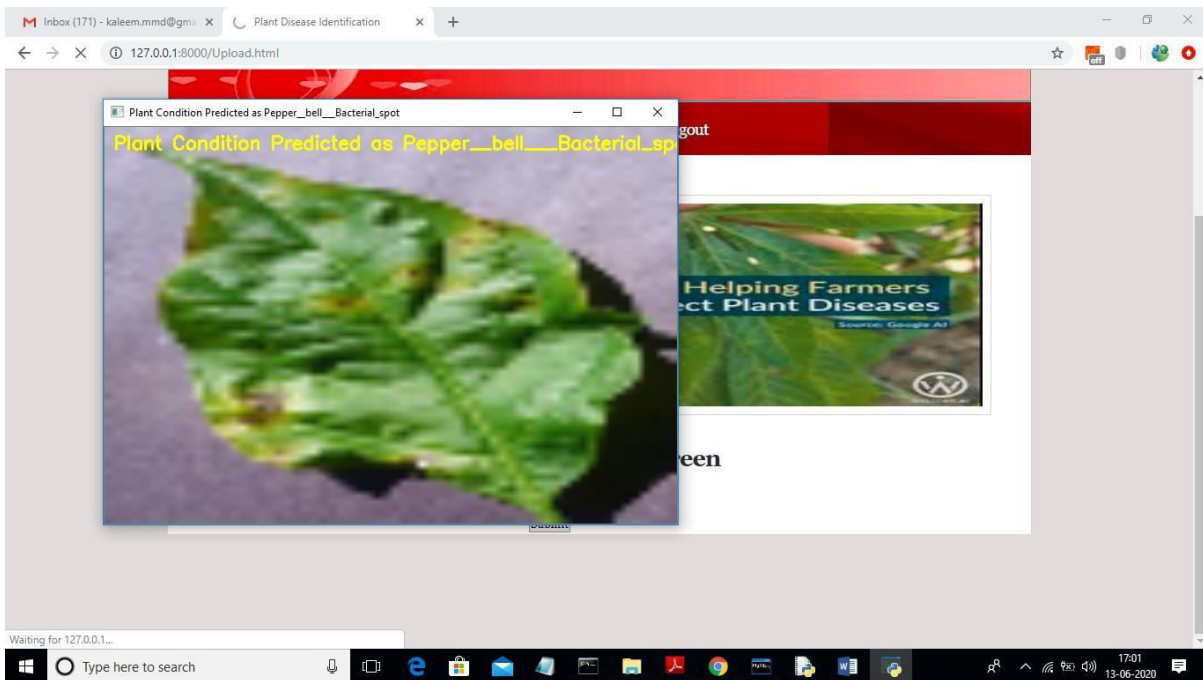 Inbox (171) - kaleem.mmd@gma
Plant Disease Identification
127.0.0.1:8000/Upload.html
off
Plant Condition Predicted as Pepper__bell___Bacterial_spot
Plant Condition Predicted as Pepper__bell___Bacterial_spo
gout
Helping Farmers
ect Plant Diseases
Source: Google AI
een
Submit
Waiting for 127.0.0.1...
Type here to search
17:01
13-06-2020